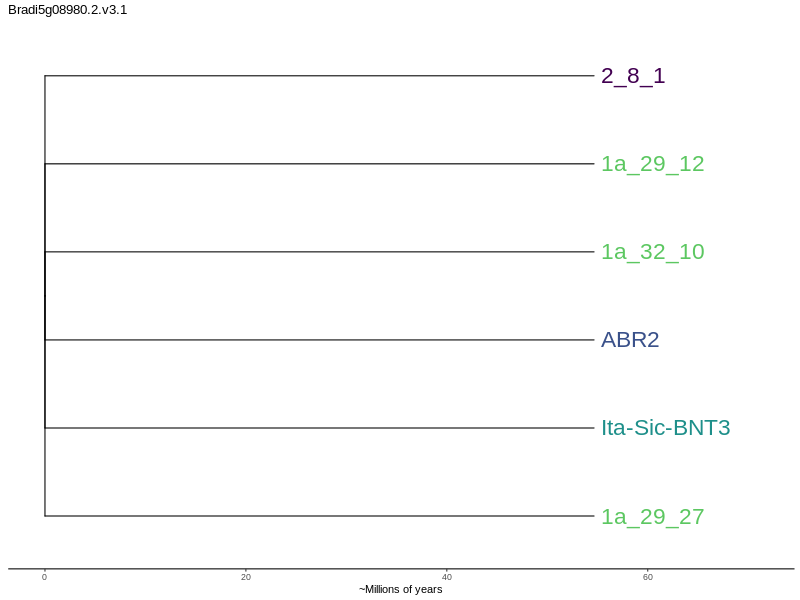 Bradi5g08980.2.v3.1
2_8_1
1a_29_12
1a_32_10
ABR2
Ita-Sic-BNT3
1a_29_27
0 20 40 60
~Millions of years